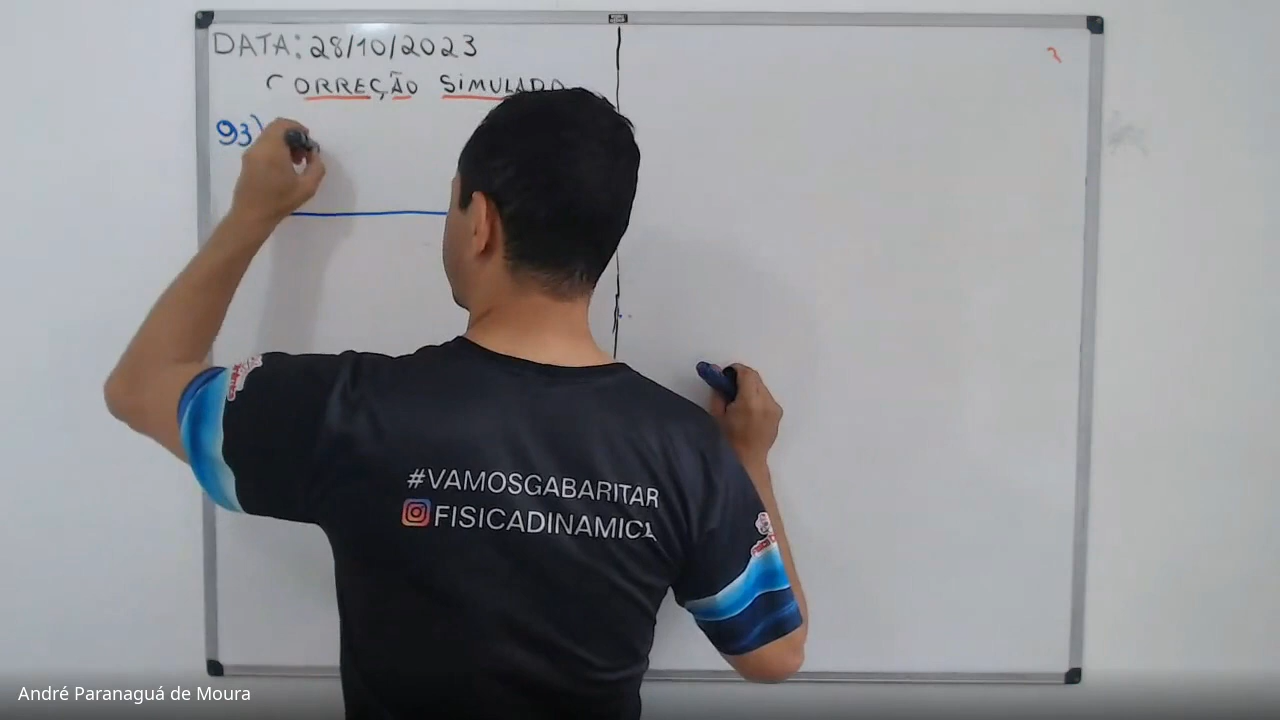 DATA: 28/10/2023
CORREÇÃO SIMULADO
93)
#VAMOSGABARITAR
FISICADINAMICA
André Paranaguá de Moura